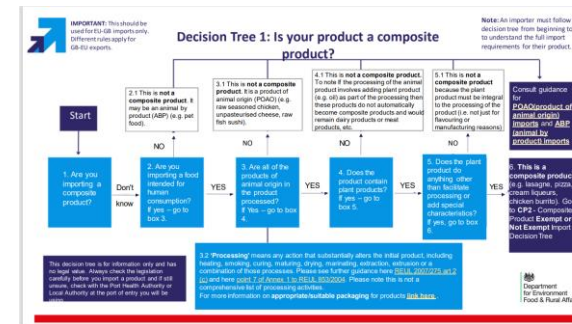 IMPORTANT: This should be
used for EU-GB imports only.
Different rules apply for
GB-EU exports.
Decision Tree 1: Is your product a composite
product?
Note: An importer must follow
decision tree from beginning to
to understand the full import
requirements for their product.
Start
2.1 This is not a
composite product. It
may be an animal by
product (ABP) (e.g. pet
food).
3.1 This is not a composite
product. It is a product of
animal origin (POAO) (e.g.
raw seasoned chicken,
unpasteurised cheese, raw
fish sushi).
4.1 This is not a composite product.
To note if the processing of the animal
product involves adding plant product
(e.g. oil) as part of the processing then
these products do not automatically
become composite products and would
remain dairy products or meat
products, etc.
5.1 This is not a
composite product
because the plant
product must be integral
to the processing of the
product (i.e. not just for
flavouring or
manufacturing reasons)
Consult guidance
for
POAO(product of
animal origin)
imports and ABP
(animal by
product) imports
NO
NO
NO
NO
1. Are you
importing a
composite
product?
Don't
know
2. Are you
importing a food
intended for
human
consumption?
If yes – go to
box 3.
YES
3. Are all of the
products of
animal origin in
the product
processed?
If Yes – go to box
4.
YES
4. Does the
product contain
plant products?
If yes – go to
box 5.
YES
5. Does the plant
product do
anything other
than facilitate
processing or
add special
characteristics?
If yes, go to box
6.
YES
6. This is a
composite product
(e.g. lasagne, pizza,
cream liqueurs,
chicken burrito). Go
to CP2 - Composite
Product Exempt or
Not Exempt Import
Decision Tree
3.2 'Processing' means any action that substantially alters the initial product, including
heating, smoking, curing, maturing, drying, marinating, extraction, extrusion or a
combination of those processes. Please see further guidance here REUL 2007/275 art.2
(c) and here point 7 of Annex 1 to REUL 853/2004. Please note this is not a
comprehensive list of processing activities.
For more information on appropriate/suitable packaging for products link here.
This decision tree is for information only and has
no legal value. Always check the legislation
carefully before you import a product and if still
unsure, check with the Port Health Authority or
Local Authority at the port of entry you will be
using.
Department
for Environment
Food & Rural Affa